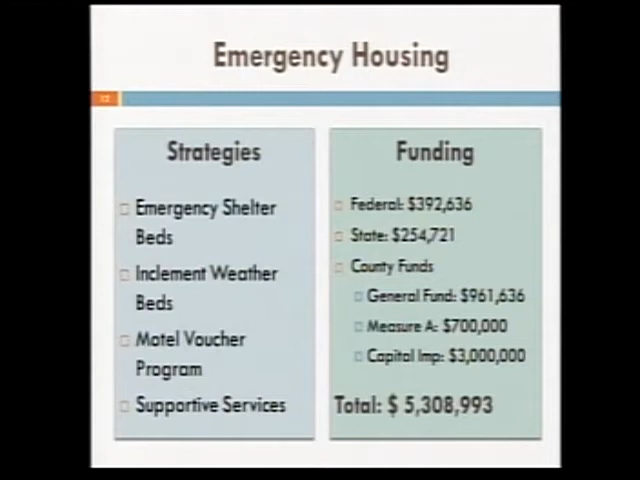 Emergency Housing
12
Strategies
Emergency Shelter
Beds
Inclement Weather
Beds
Motel Voucher
Program
Supportive Services
Funding
Federal: $392,636
State: $254,721
County Funds
General Fund: $961,636
Measure A: $700,000
Capital Imp: $3,000,000
Total: $ 5,308,993